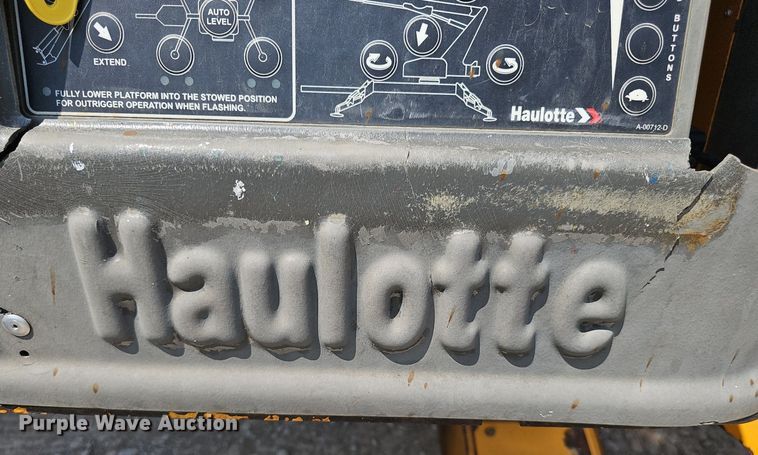 AUTO
LEVEL
EXTEND
BUTTONS
FULLY LOWER PLATFORM INTO THE STOWED POSITION
FOR OUTRIGGER OPERATION WHEN FLASHING.
Haulotte
A-00712-D
Haulotte
Purple Wave Auction